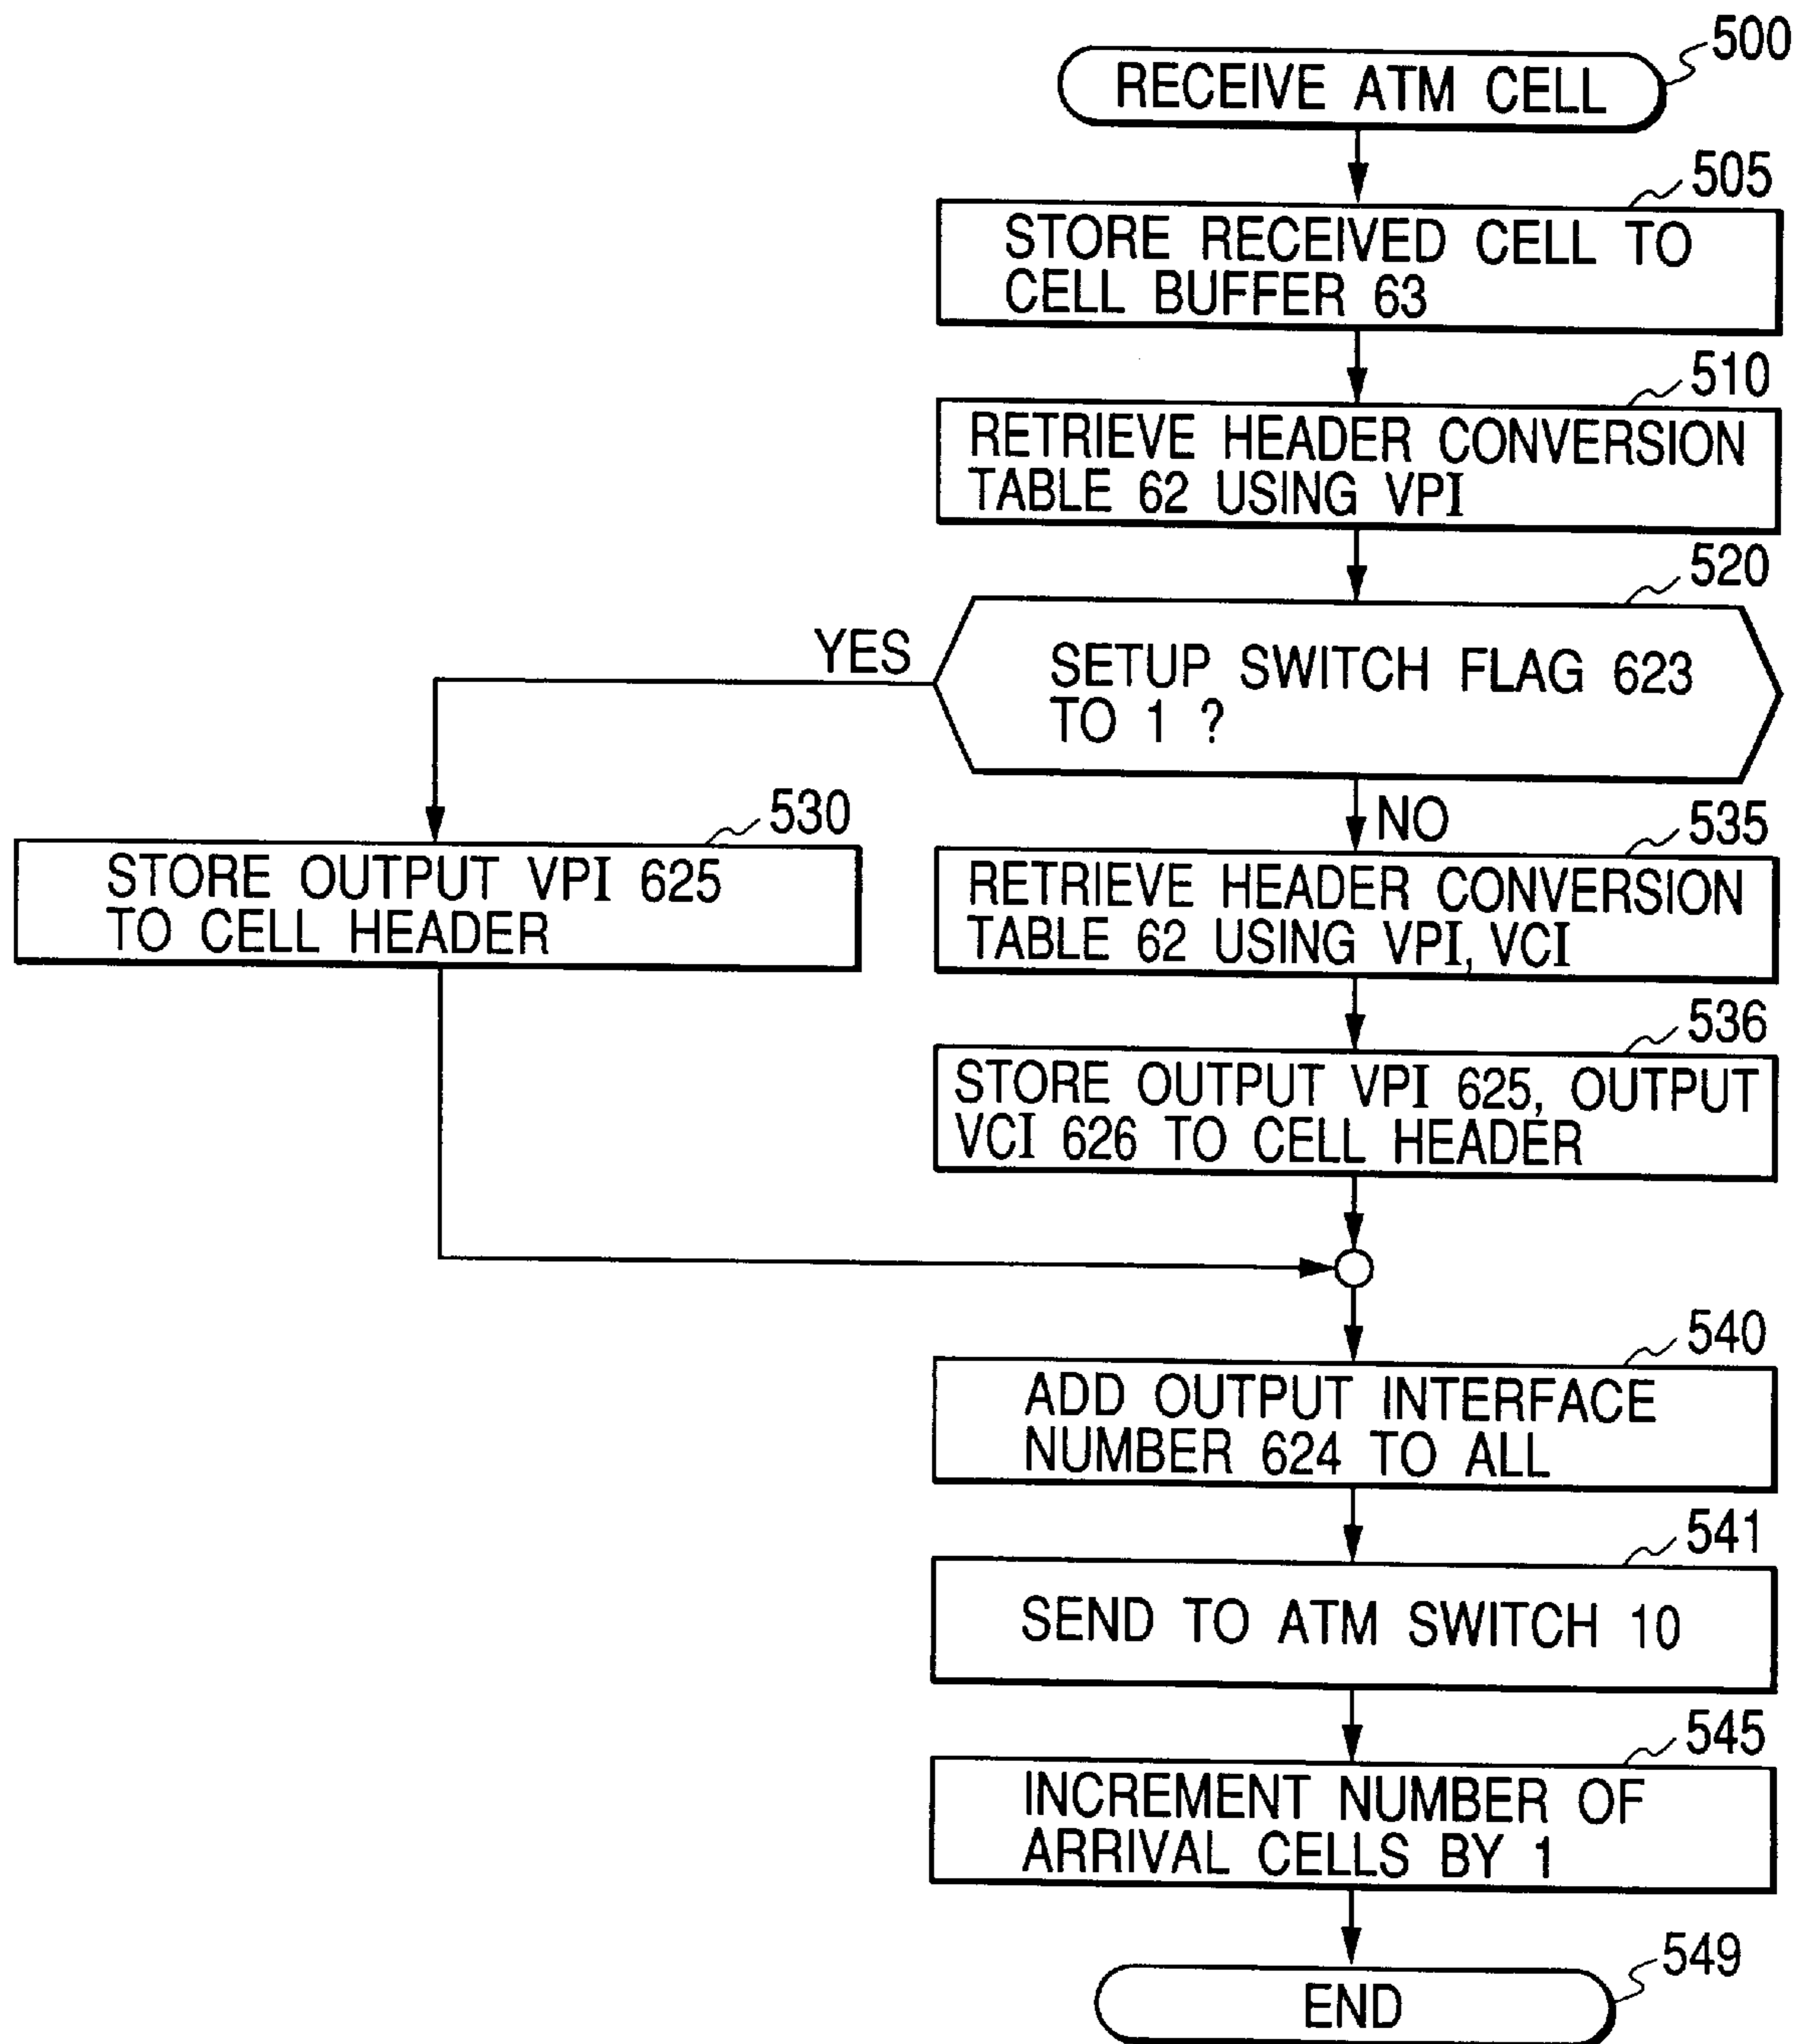 500
RECEIVE ATM CELL
505
STORE RECEIVED CELL TO
CELL BUFFER 63
510
RETRIEVE HEADER CONVERSION
TABLE 62 USING VPI
520
YES
SETUP SWITCH FLAG 623
TO 1 ?
NO
530
STORE OUTPUT VPI 625
TO CELL HEADER
535
RETRIEVE HEADER CONVERSION
TABLE 62 USING VPI, VCI
536
STORE OUTPUT VPI 625, OUTPUT
VCI 626 TO CELL HEADER
540
ADD OUTPUT INTERFACE
NUMBER 624 TO ALL
541
SEND TO ATM SWITCH 10
545
INCREMENT NUMBER OF
ARRIVAL CELLS BY 1
549
END